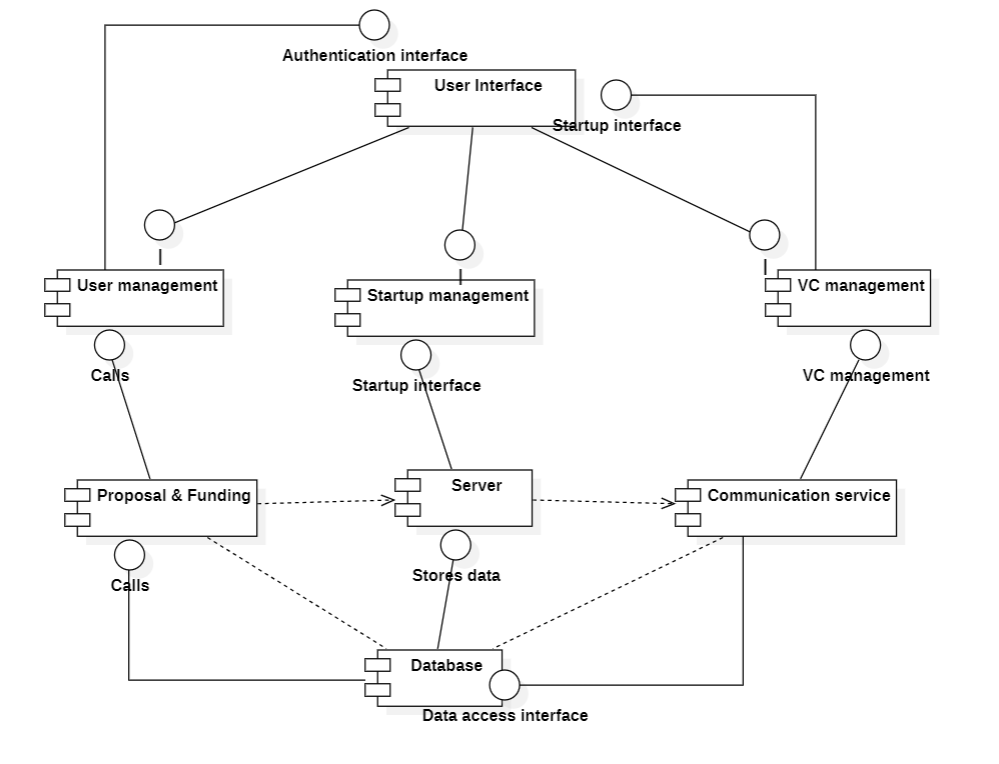 Authentication interface
User Interface
Startup interface
I
I
I
User management
Startup management
VC management
Calls
Startup interface
VC management
Proposal & Funding
Server
Communication service
Calls
Stores data
Database
Data access interface